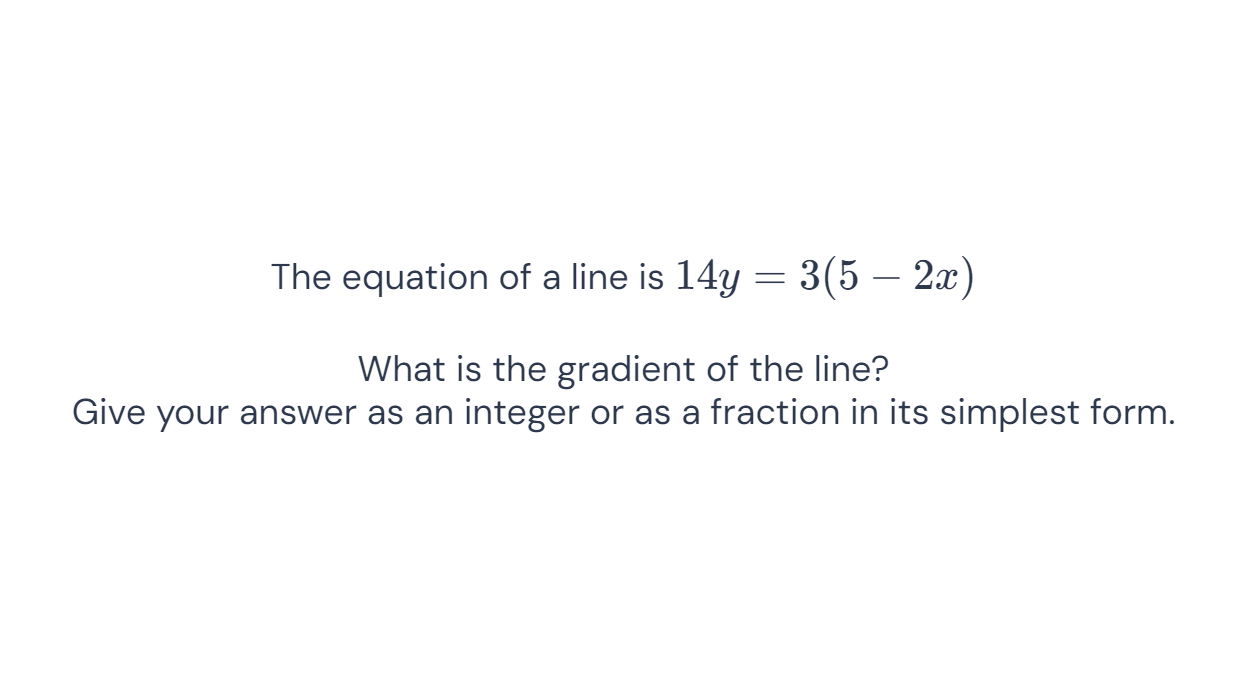 The equation of a line is 14y = 3(5 − 2x)
What is the gradient of the line?
Give your answer as an integer or as a fraction in its simplest form.